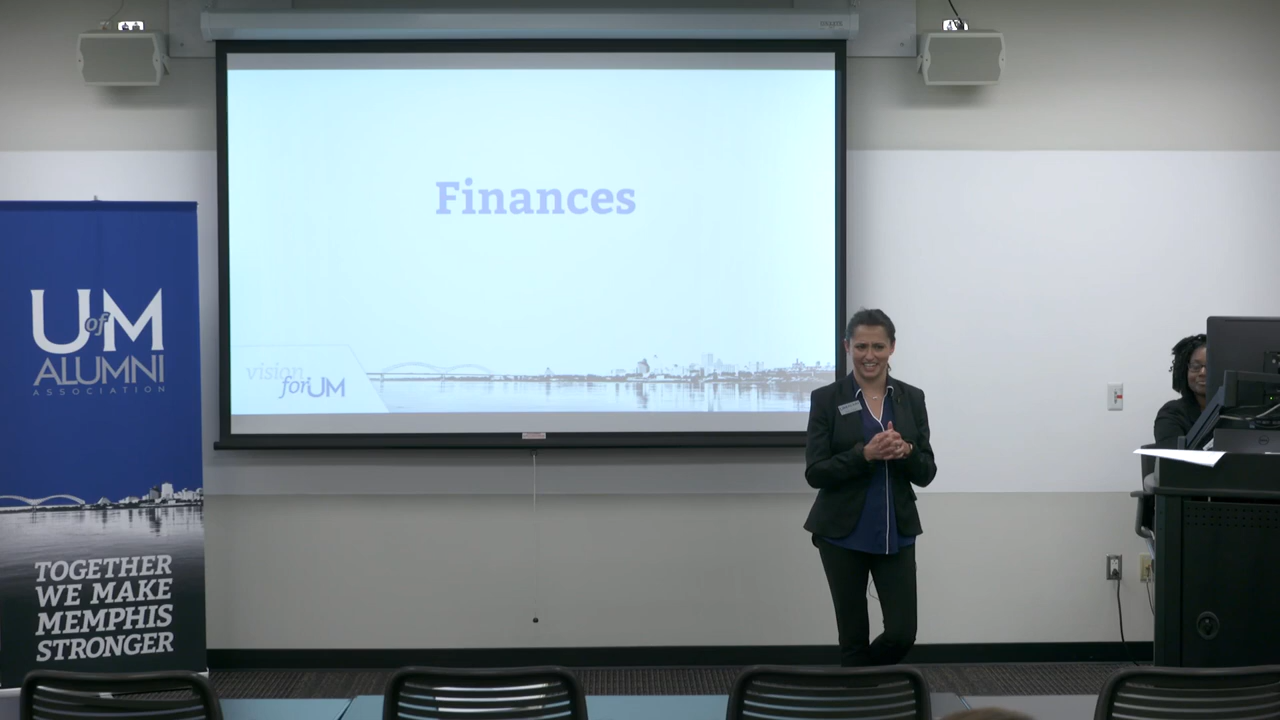 Finances
vision
for UM
U of M
ALUMNI
ASSOCIATION
TOGETHER
WE MAKE
MEMPHIS
STRONGER